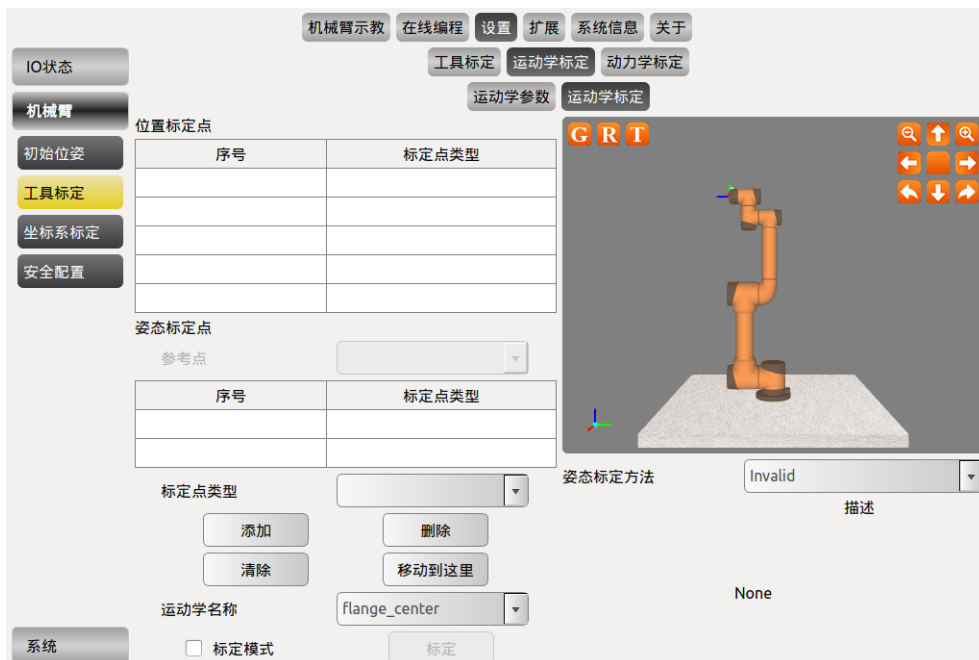 机械臂示教 在线编程 设置 扩展 系统信息 关于
工具标定 运动学标定 动力学标定
运动学参数 运动学标定
IO状态
机械臂
初始位姿
工具标定
坐标系标定
安全配置
系统
位置标定点
序号 标定点类型
姿态标定点
参考点
序号 标定点类型
标定点类型
添加 删除
清除 移动到这里
运动学名称 flange_center
标定模式 标定
G R T
姿态标定方法 Invalid
描述
None